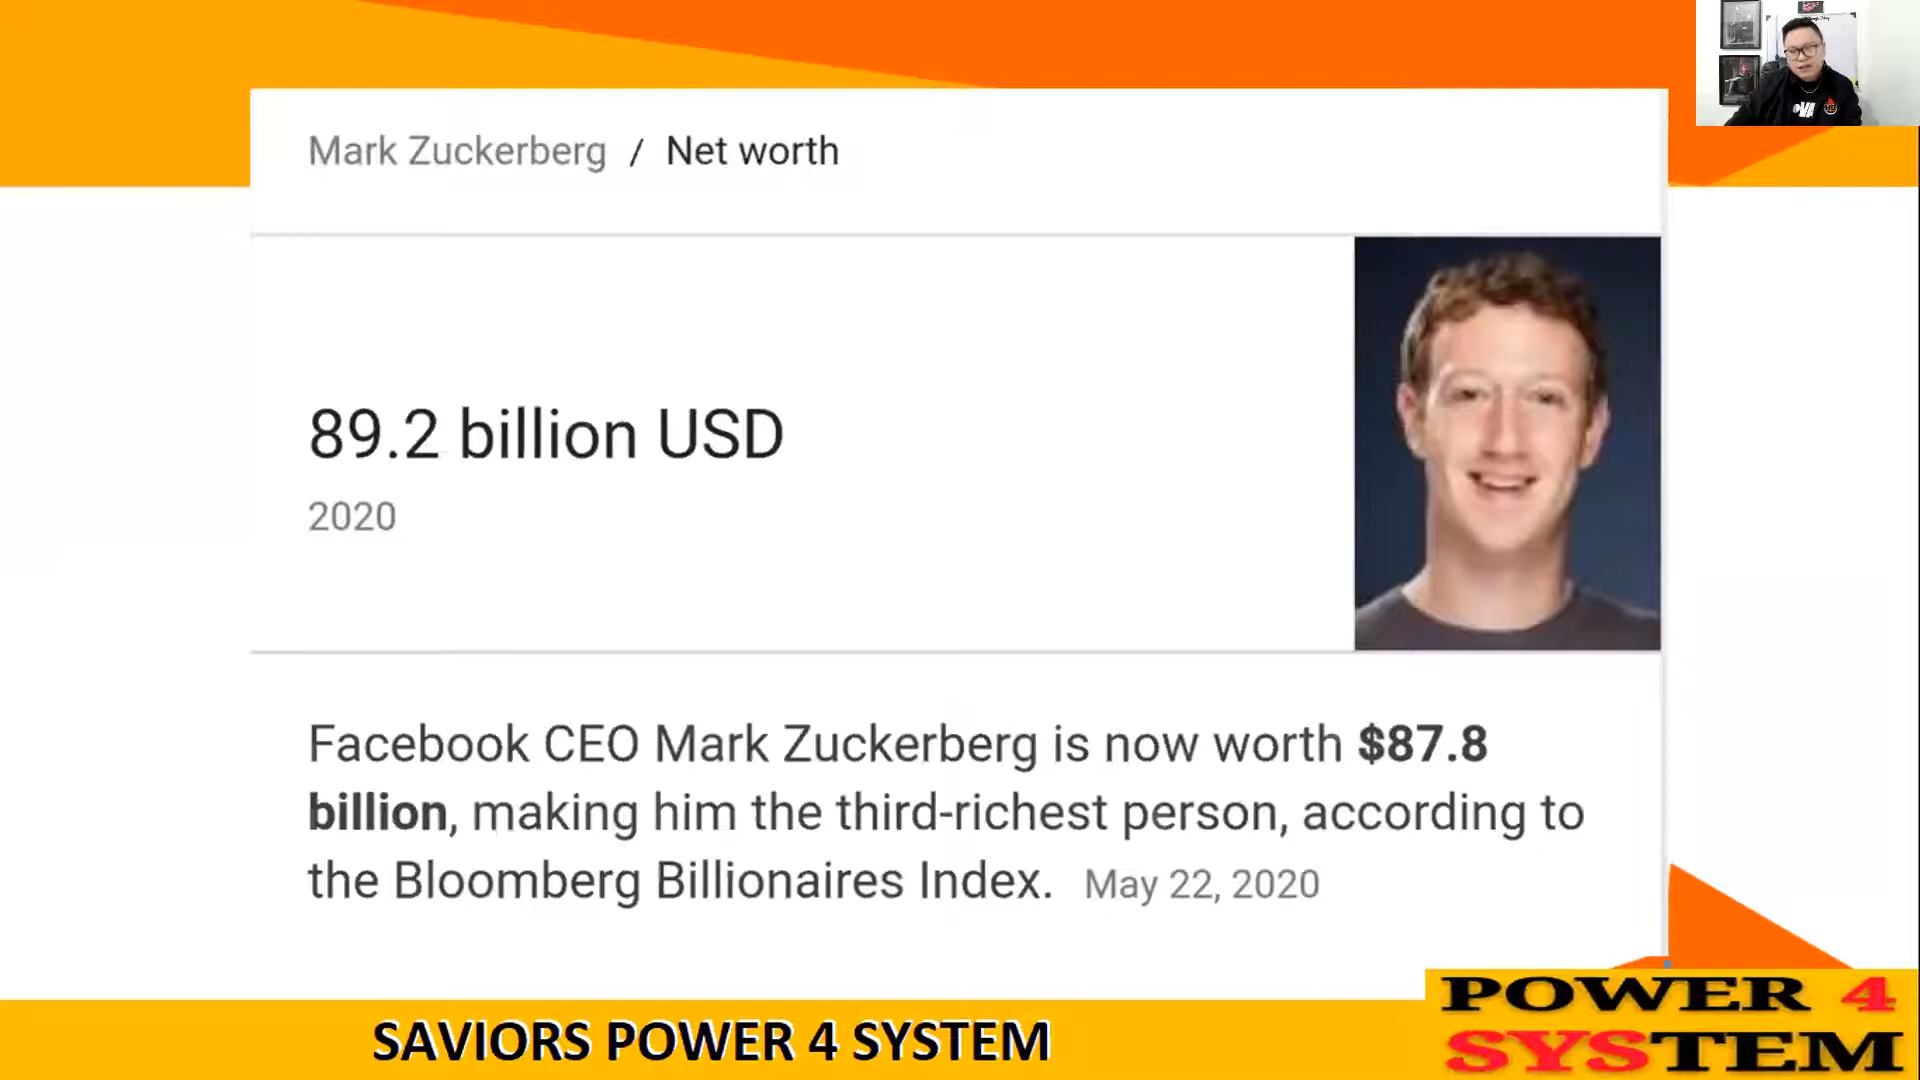 Mark Zuckerberg / Net worth
89.2 billion USD
2020
Facebook CEO Mark Zuckerberg is now worth $87.8
billion, making him the third-richest person, according to
the Bloomberg Billionaires Index. May 22, 2020
SAVIORS POWER 4 SYSTEM
POWER 4
SYSTEM